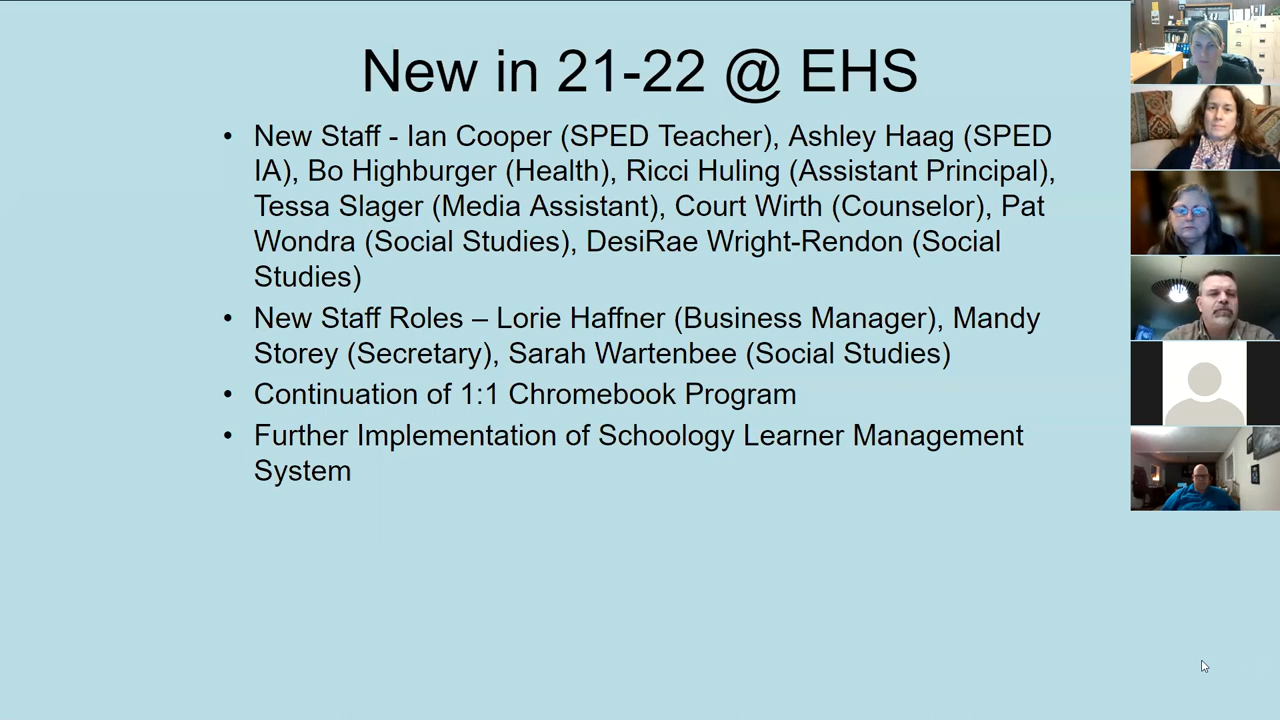 New in 21-22 @ EHS
• New Staff - Ian Cooper (SPED Teacher), Ashley Haag (SPED
IA), Bo Highburger (Health), Ricci Huling (Assistant Principal),
Tessa Slager (Media Assistant), Court Wirth (Counselor), Pat
Wondra (Social Studies), DesiRae Wright-Rendon (Social
Studies)
• New Staff Roles – Lorie Haffner (Business Manager), Mandy
Storey (Secretary), Sarah Wartenbee (Social Studies)
• Continuation of 1:1 Chromebook Program
• Further Implementation of Schoology Learner Management
System